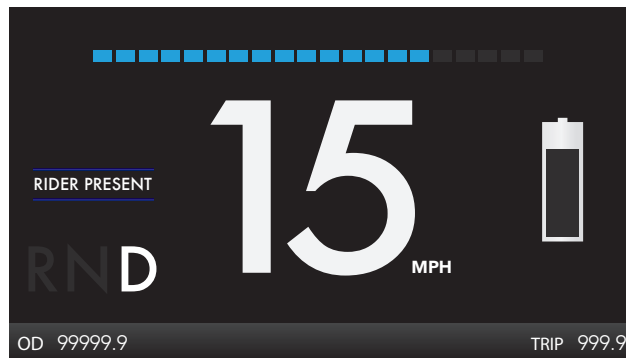 15
MPH
RIDER PRESENT
RND
OD 99999.9
TRIP 999.9